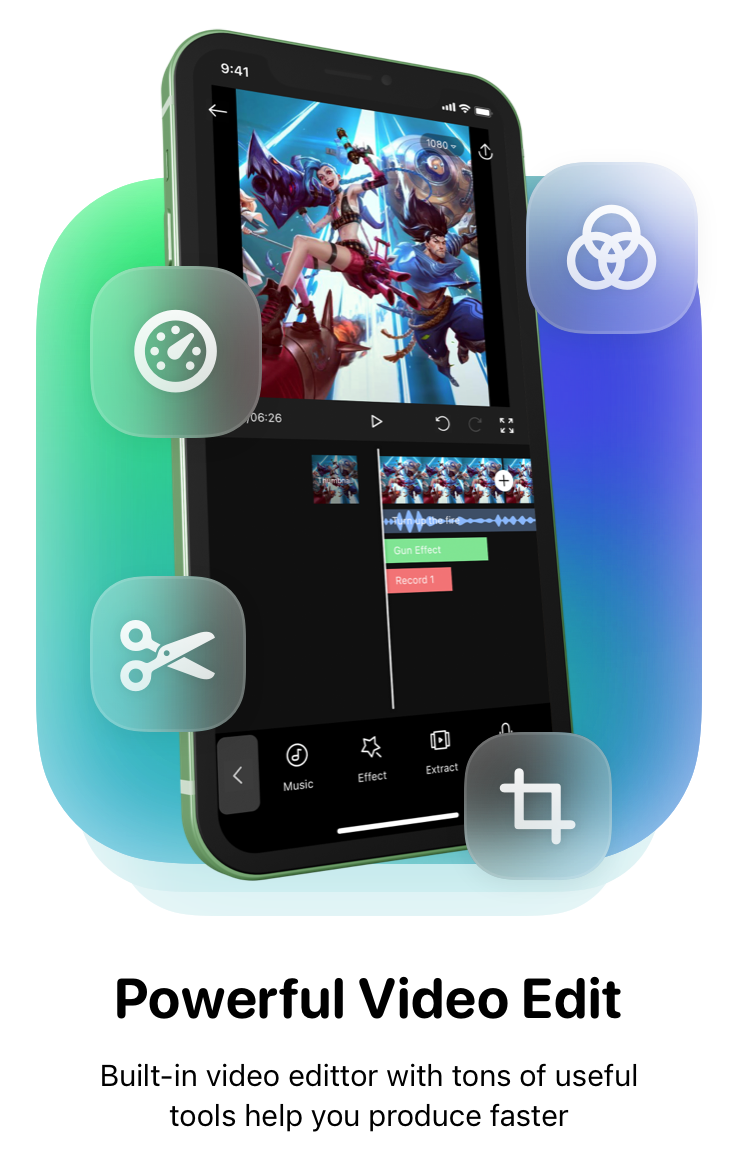 9:41
1080
/06:26
Turn up the fire
Gun Effect
Record 1
Music
Effect
Extract
Powerful Video Edit
Built-in video edittor with tons of useful
tools help you produce faster